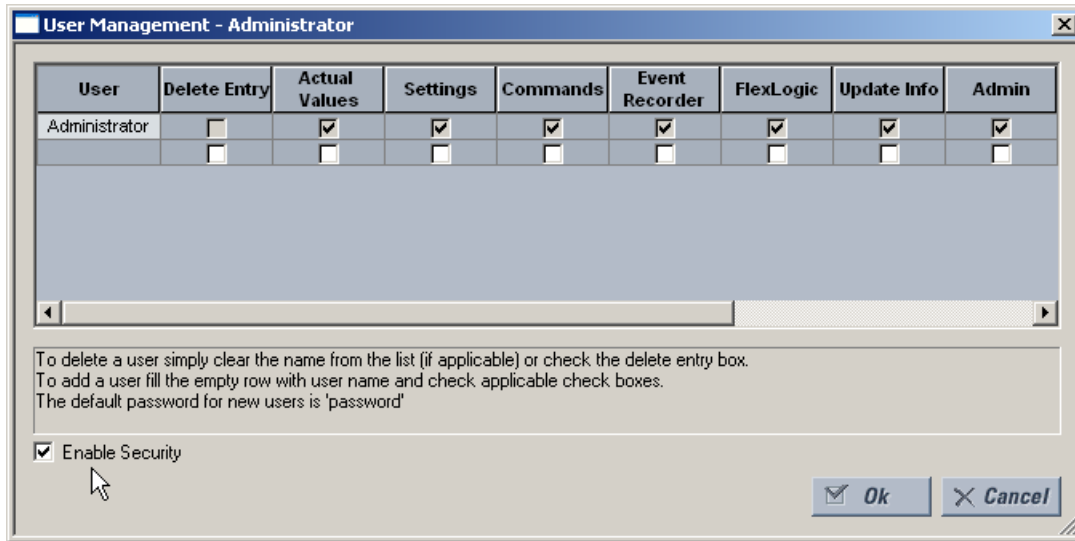 User Management - Administrator
User Delete Entry Actual Values Settings Commands Event Recorder FlexLogic Update Info Admin
Administrator
To delete a user simply clear the name from the list (if applicable) or check the delete entry box.
To add a user fill the empty row with user name and check applicable check boxes.
The default password for new users is 'password'
Enable Security
Ok Cancel